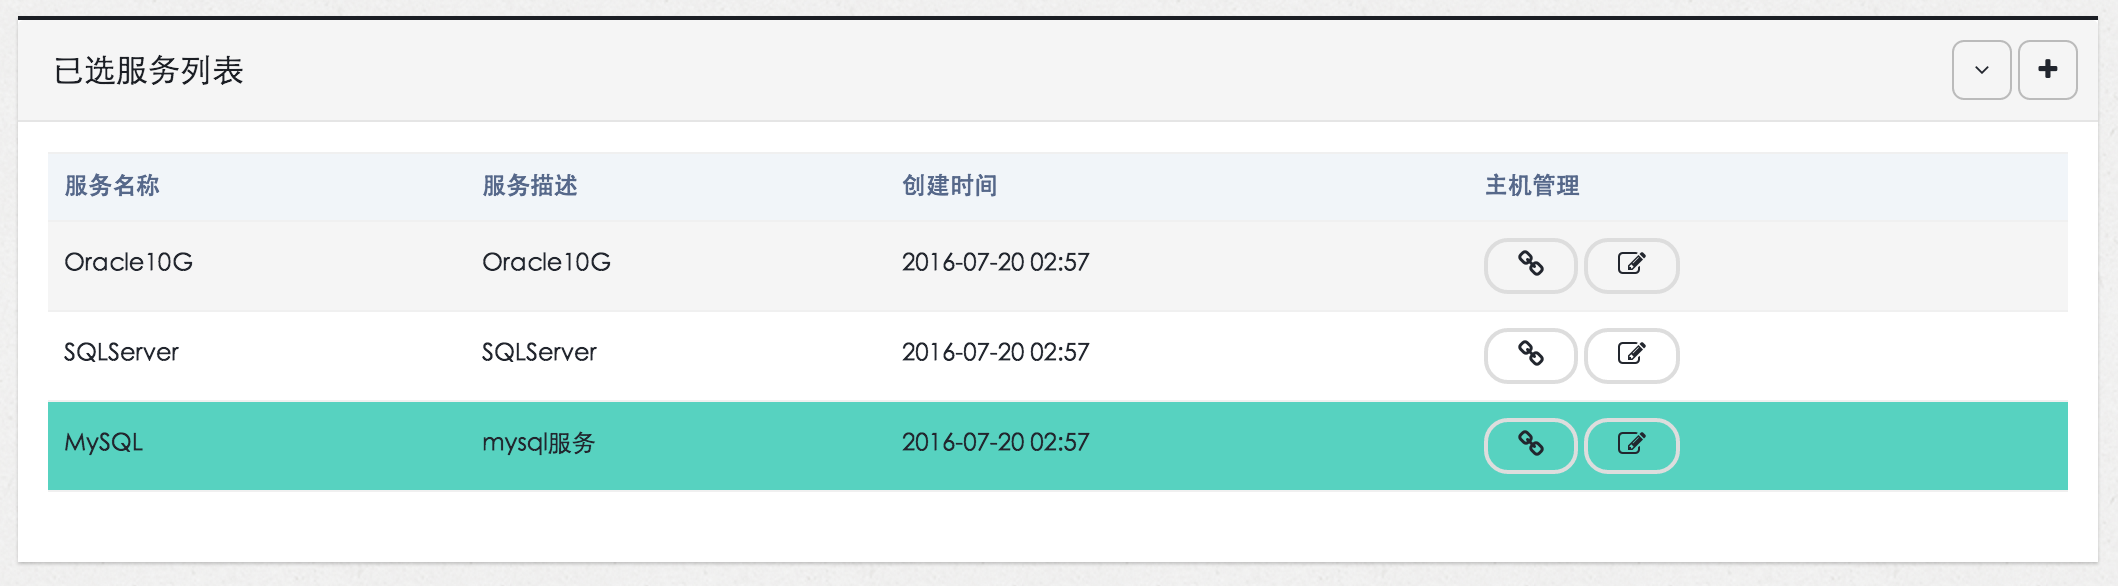 已选服务列表
服务名称 服务描述 创建时间 主机管理
Oracle10G Oracle10G 2016-07-20 02:57
SQLServer SQLServer 2016-07-20 02:57
MySQL mysql服务 2016-07-20 02:57